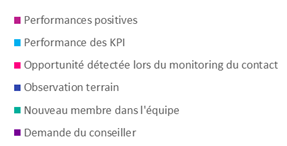 Performances positives
Performance des KPI
Opportunité détectée lors du monitoring du contact
Observation terrain
Nouveau membre dans l'équipe
Demande du conseiller